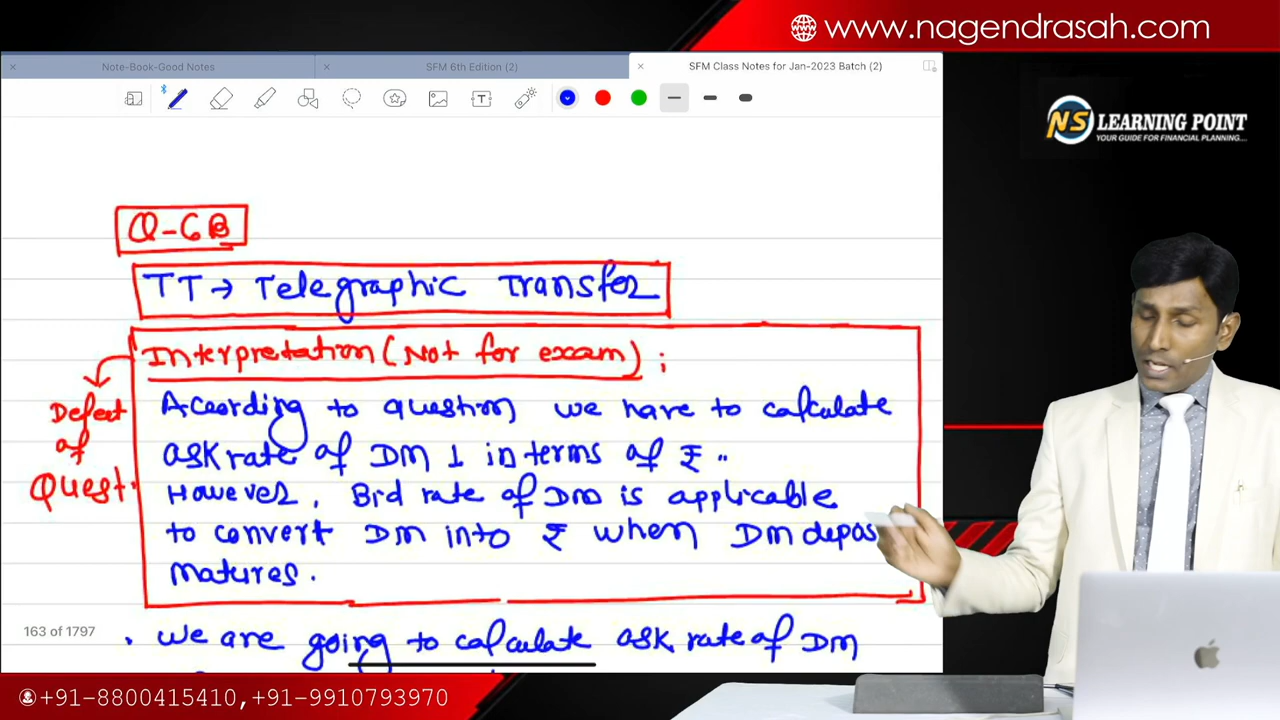 www.nagendrasah.com
Note-Book-Good Notes
SFM 6th Edition (2)
SFM Class Notes for Jan-2023 Batch (2)
NS LEARNING POINT
YOUR GUIDE FOR FINANCIAL PLANNING....
Q-6B
TT → Telegraphic Transfer
Interpretation (Not for exam) ;
Defect
of
Quest.
According to question we have to calculate
ask rate of DM 1 in terms of ₹ ..
However, Bid rate of DM is applicable
to convert DM into ₹ when DM depos
matures.
163 of 1797
. We are going to calculate ask rate of DM
+91-8800415410,+91-9910793970